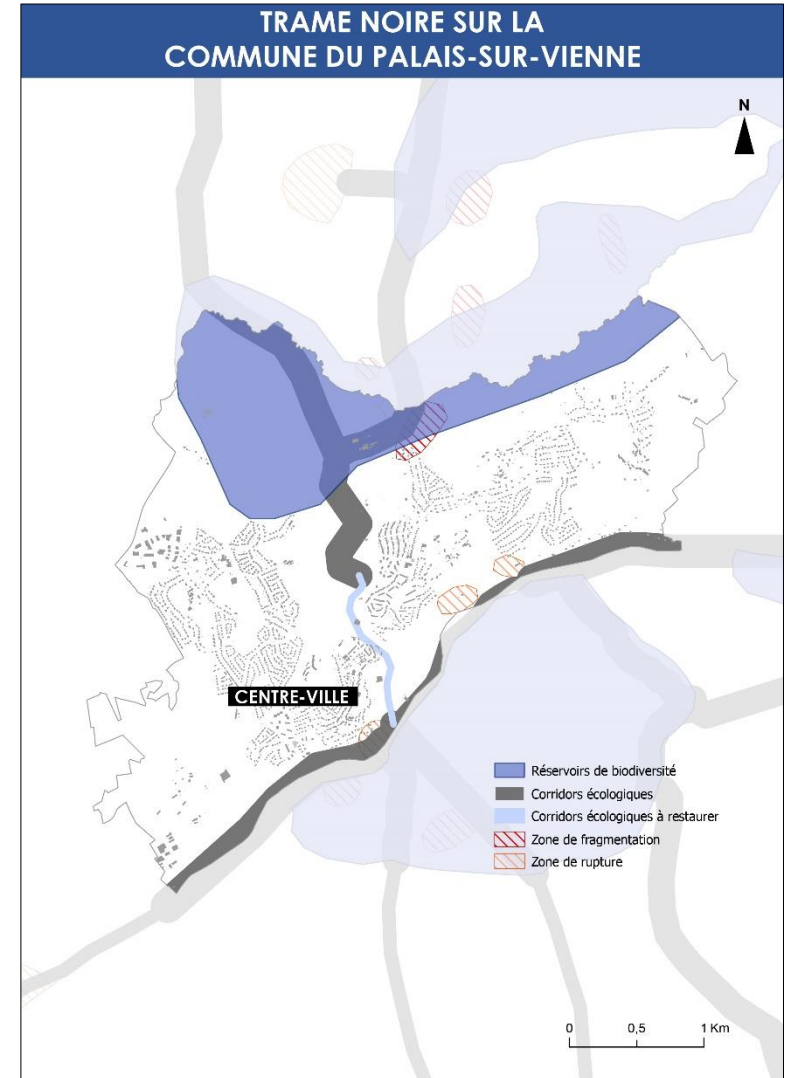 TRAME NOIRE SUR LA
COMMUNE DU PALAIS-SUR-VIENNE
N
CENTRE-VILLE
Réservoirs de biodiversité
Corridors écologiques
Corridors écologiques à restaurer
Zone de fragmentation
Zone de rupture
0 0,5 1 Km